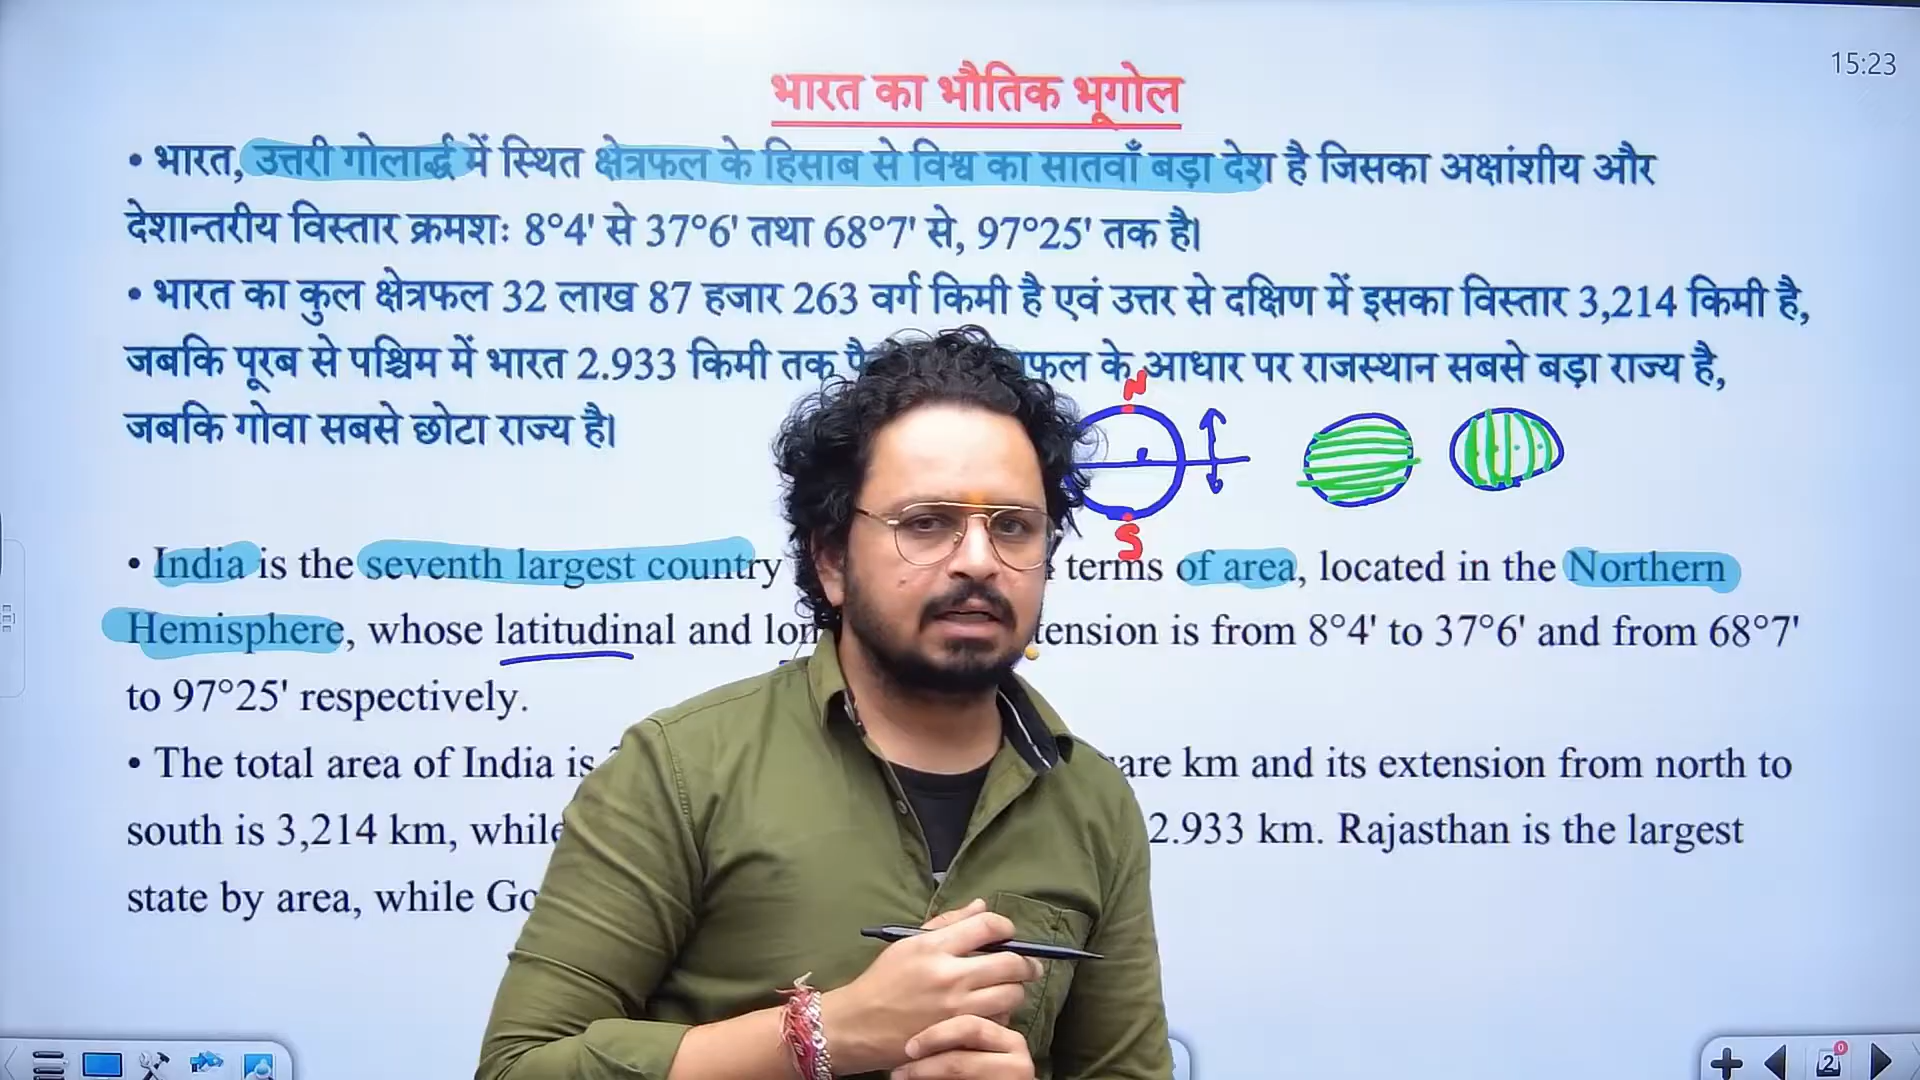 15:23
भारत का भौतिक भूगोल
• भारत, उत्तरी गोलार्द्ध में स्थित क्षेत्रफल के हिसाब से विश्व का सातवाँ बड़ा देश है जिसका अक्षांशीय और
देशान्तरीय विस्तार क्रमशः 8°4' से 37°6' तथा 68°7' से, 97°25' तक है।
• भारत का कुल क्षेत्रफल 32 लाख 87 हजार 263 वर्ग किमी है एवं उत्तर से दक्षिण में इसका विस्तार 3,214 किमी है,
जबकि पूरब से पश्चिम में भारत 2.933 किमी तक के आधार पर राजस्थान सबसे बड़ा राज्य है,
N
जबकि गोवा सबसे छोटा राज्य है।
S
• India is the seventh largest country terms of area, located in the Northern
Hemisphere, whose latitudinal and is from 8°4' to 37°6' and from 68°7'
to 97°25' respectively.
• The total area of India is km and its extension from north to
south is 3,214 km, while 2.933 km. Rajasthan is the largest
state by area, while
2
0